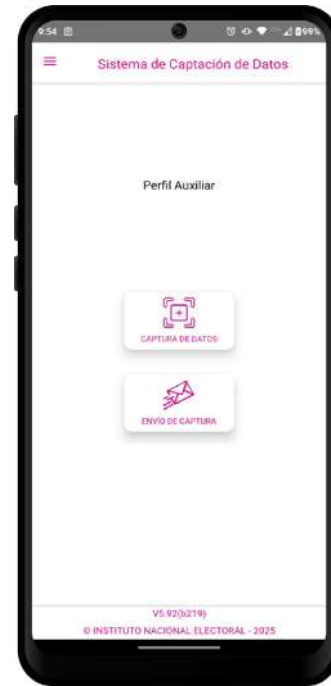 9:54
99%
Sistema de Captación de Datos
Perfil Auxiliar
CAPTURA DE DATOS
ENVÍO DE CAPTURA
V5.92(b219)
© INSTITUTO NACIONAL ELECTORAL - 2025